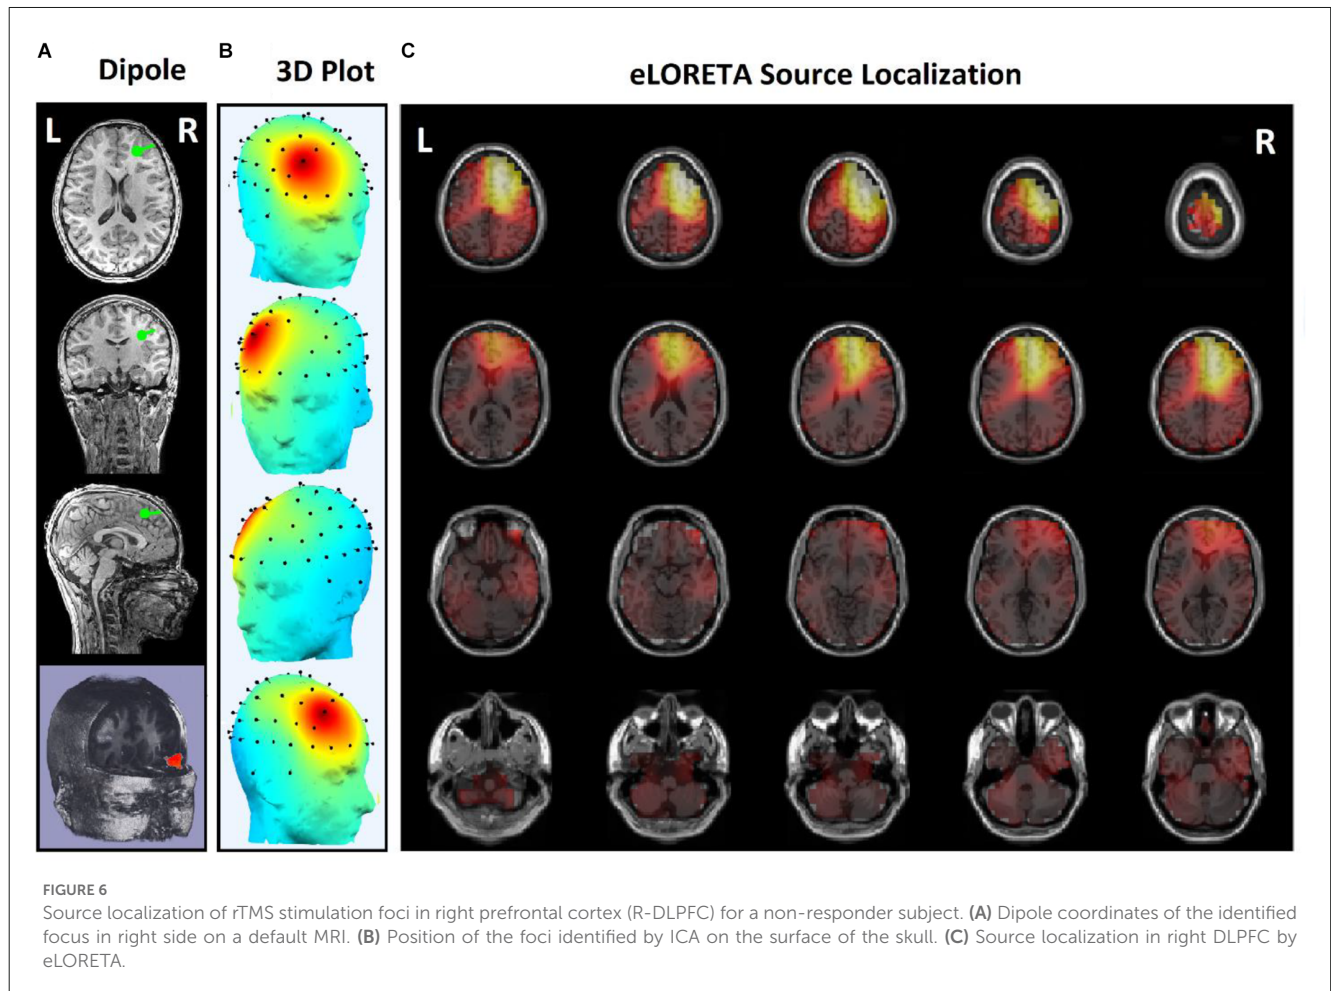 A
B
C
Dipole
3D Plot
eLORETA Source Localization
L
R
L
R
FIGURE 6
Source localization of rTMS stimulation foci in right prefrontal cortex (R-DLPFC) for a non-responder subject. (A) Dipole coordinates of the identified
focus in right side on a default MRI. (B) Position of the foci identified by ICA on the surface of the skull. (C) Source localization in right DLPFC by
eLORETA.